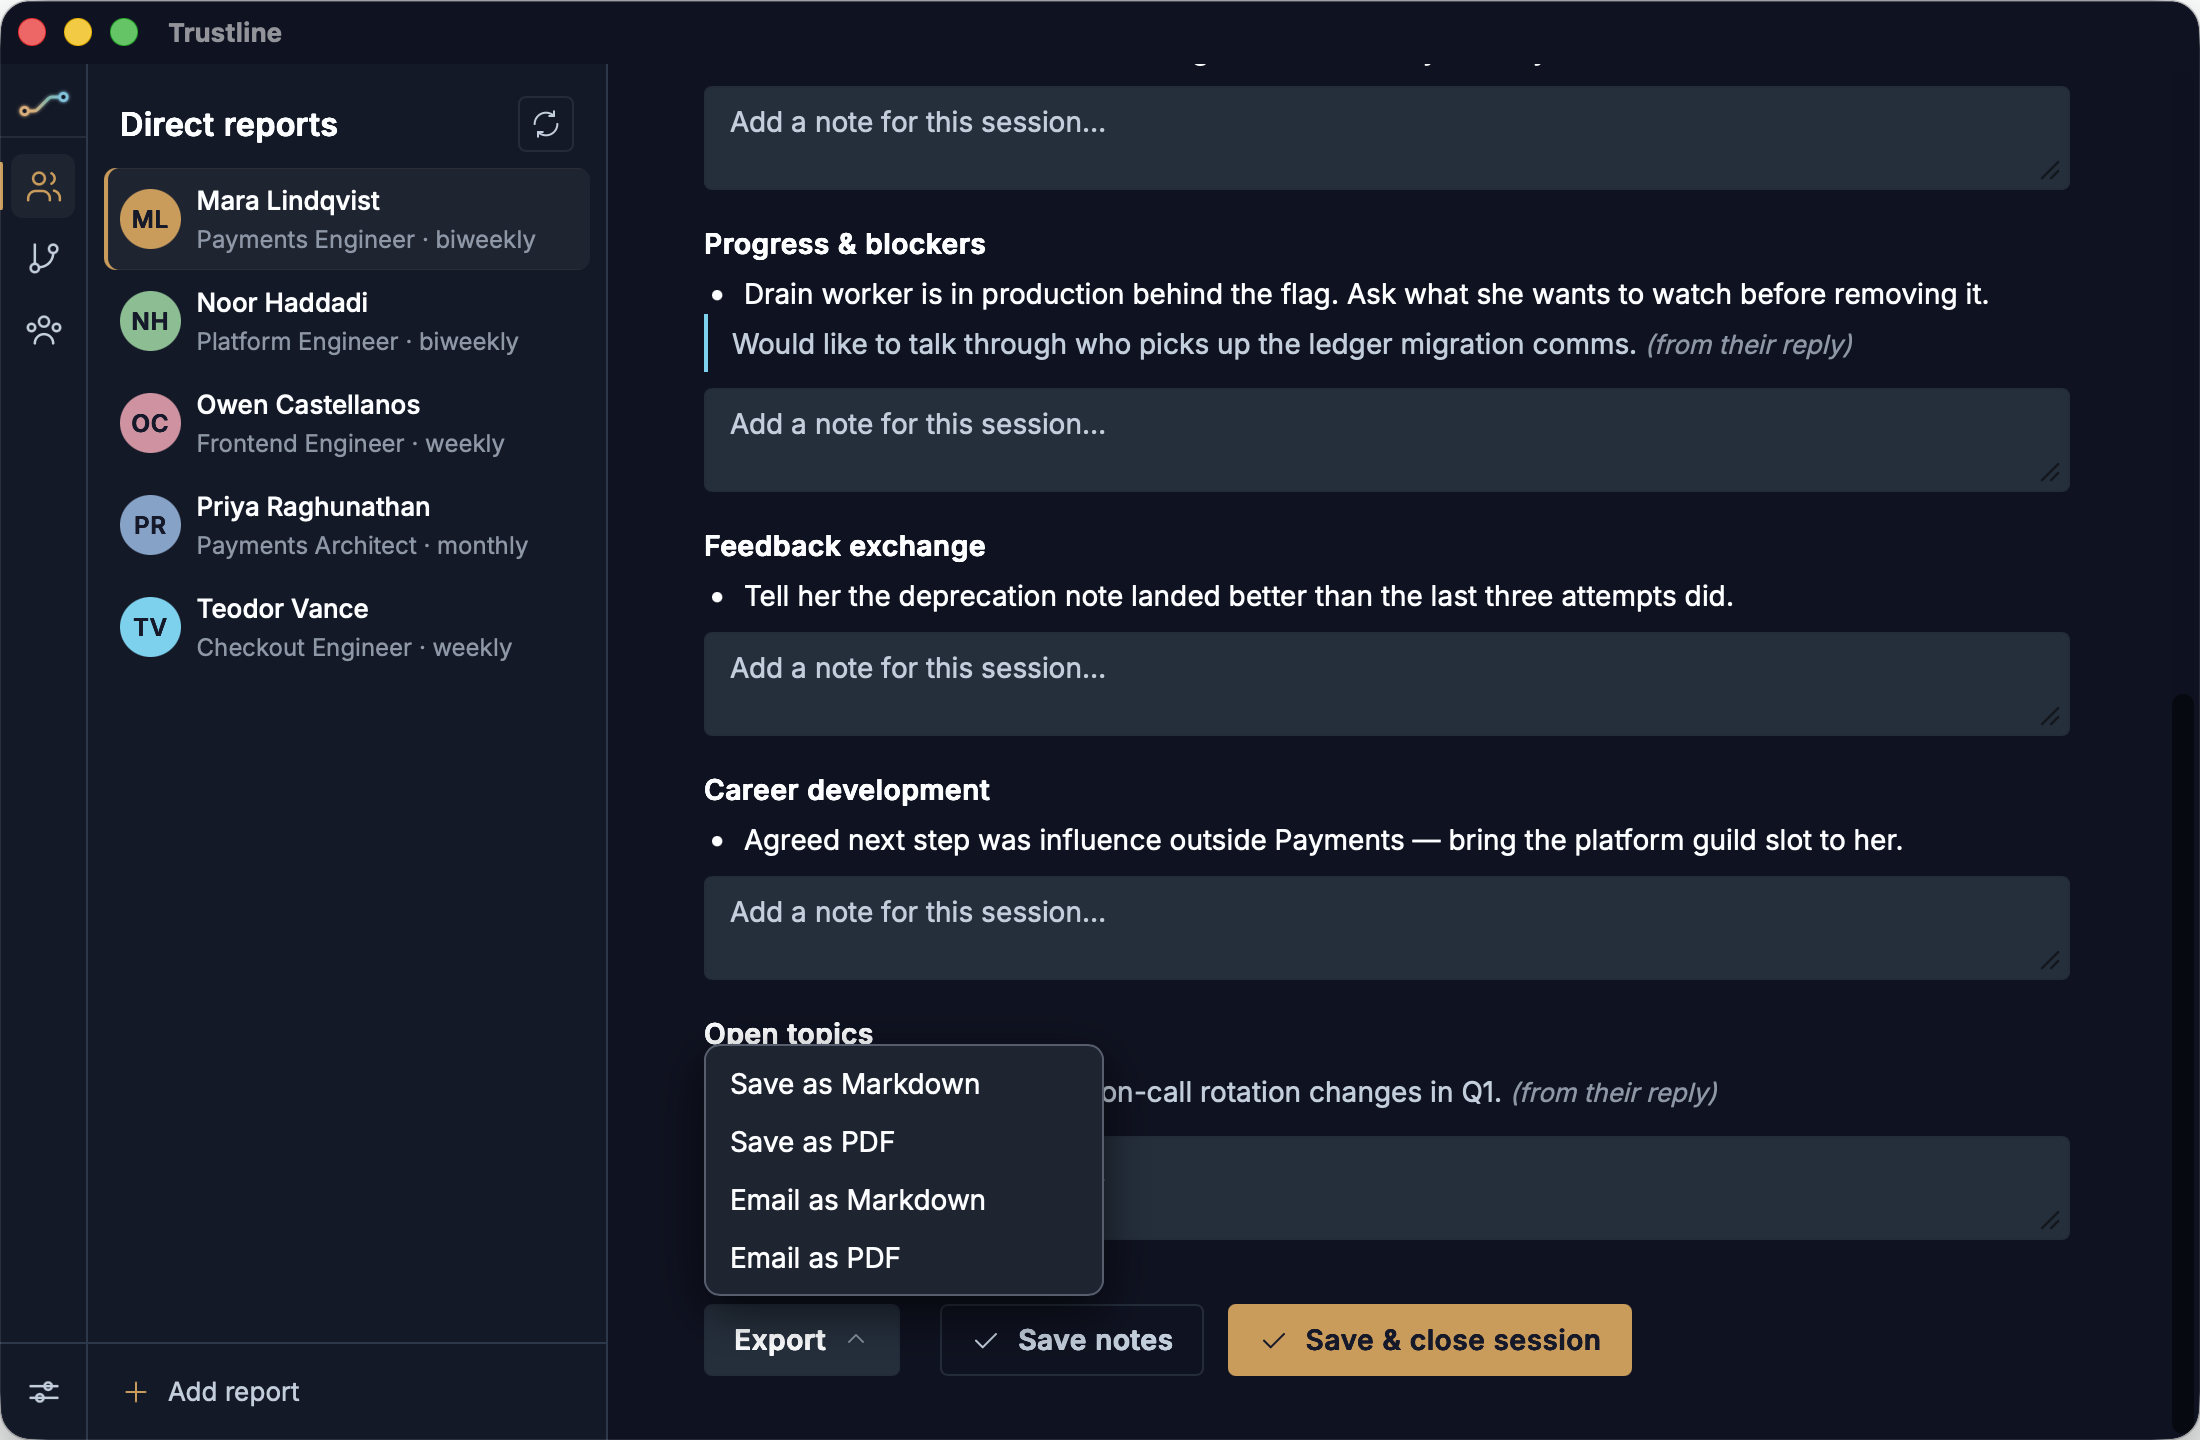 Trustline
Direct reports
ML
Mara Lindqvist
Payments Engineer · biweekly
NH
Noor Haddadi
Platform Engineer · biweekly
OC
Owen Castellanos
Frontend Engineer · weekly
PR
Priya Raghunathan
Payments Architect · monthly
TV
Teodor Vance
Checkout Engineer · weekly
Add report
Add a note for this session...
Progress & blockers
• Drain worker is in production behind the flag. Ask what she wants to watch before removing it.
Would like to talk through who picks up the ledger migration comms. (from their reply)
Add a note for this session...
Feedback exchange
• Tell her the deprecation note landed better than the last three attempts did.
Add a note for this session...
Career development
• Agreed next step was influence outside Payments — bring the platform guild slot to her.
Add a note for this session...
Open topics
on-call rotation changes in Q1. (from their reply)
Save as Markdown
Save as PDF
Email as Markdown
Email as PDF
Export
Save notes
Save & close session